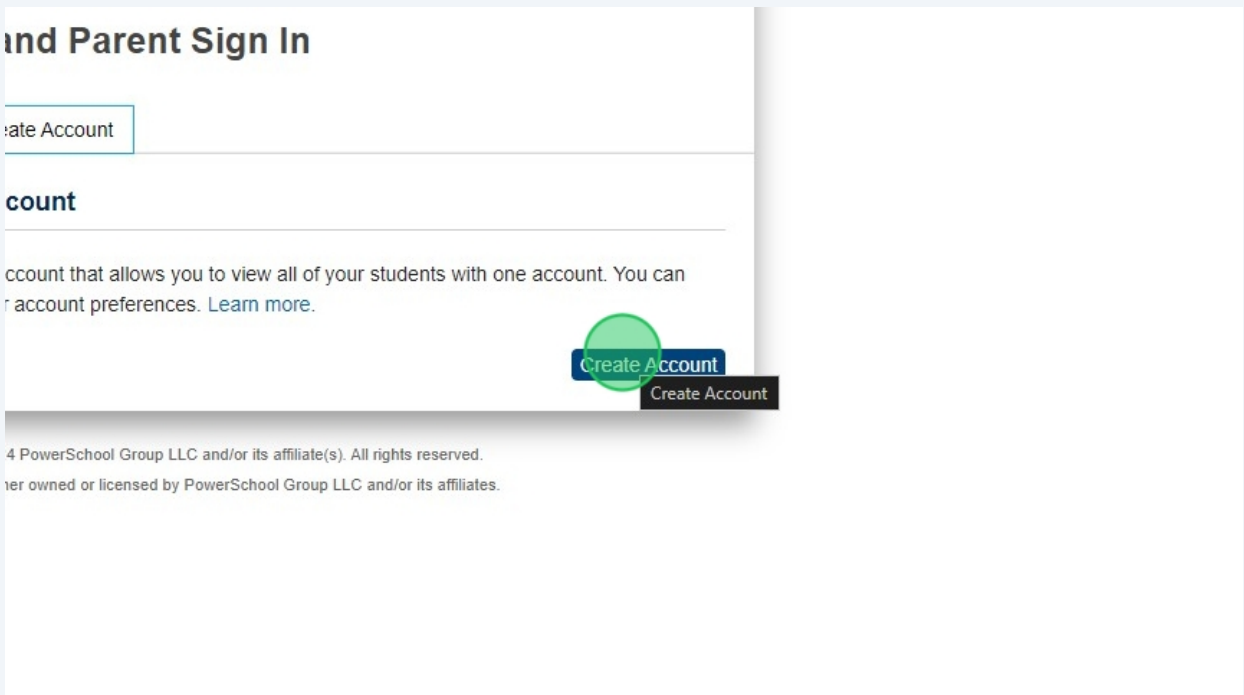 and Parent Sign In
eate Account
count
ccount that allows you to view all of your students with one account. You can
r account preferences. Learn more.
Create Account
Create Account
4 PowerSchool Group LLC and/or its affiliate(s). All rights reserved.
her owned or licensed by PowerSchool Group LLC and/or its affiliates.